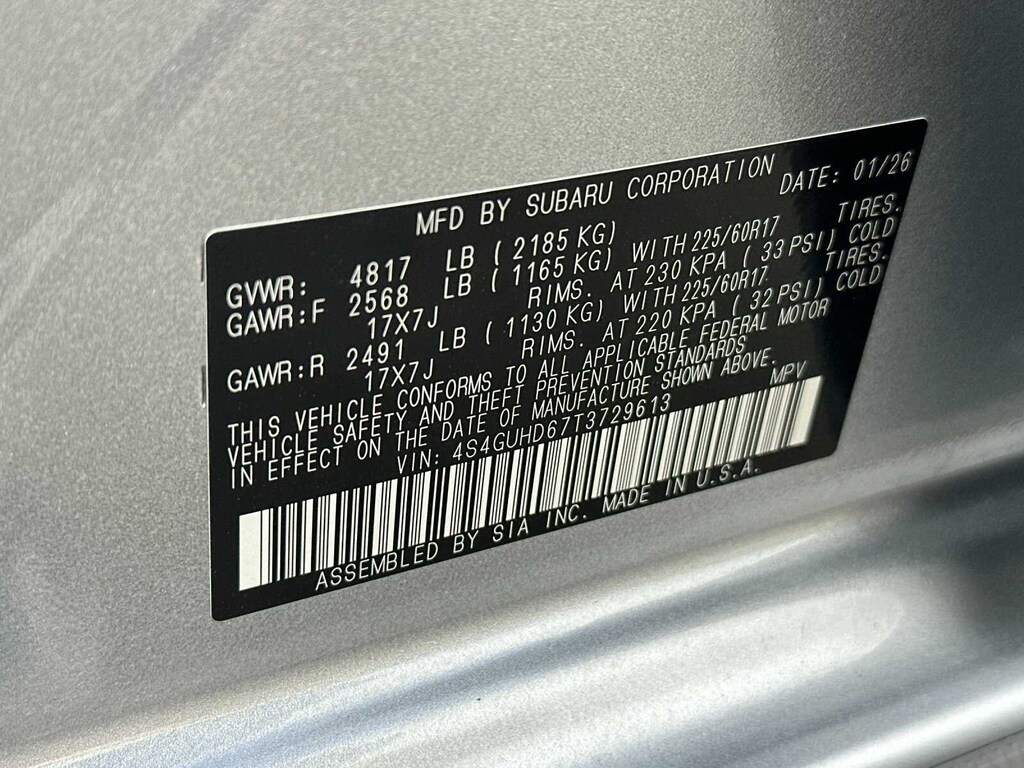 MFD BY SUBARU CORPORATION DATE: 01/26
GVWR: 4817 LB ( 2185 KG)
GAWR:F 2568 LB ( 1165 KG) WITH 225/60R17 TIRES.
17X7J RIMS. AT 230 KPA ( 33 PSI) COLD
GAWR:R 2491 LB ( 1130 KG) WITH 225/60R17 TIRES.
17X7J RIMS. AT 220 KPA ( 32 PSI) COLD
THIS VEHICLE CONFORMS TO ALL APPLICABLE FEDERAL MOTOR
VEHICLE SAFETY AND THEFT PREVENTION STANDARDS
IN EFFECT ON THE DATE OF MANUFACTURE SHOWN ABOVE.
VIN: 4S4GUHD67T3729613 MPV
ASSEMBLED BY SIA INC. MADE IN U.S.A.